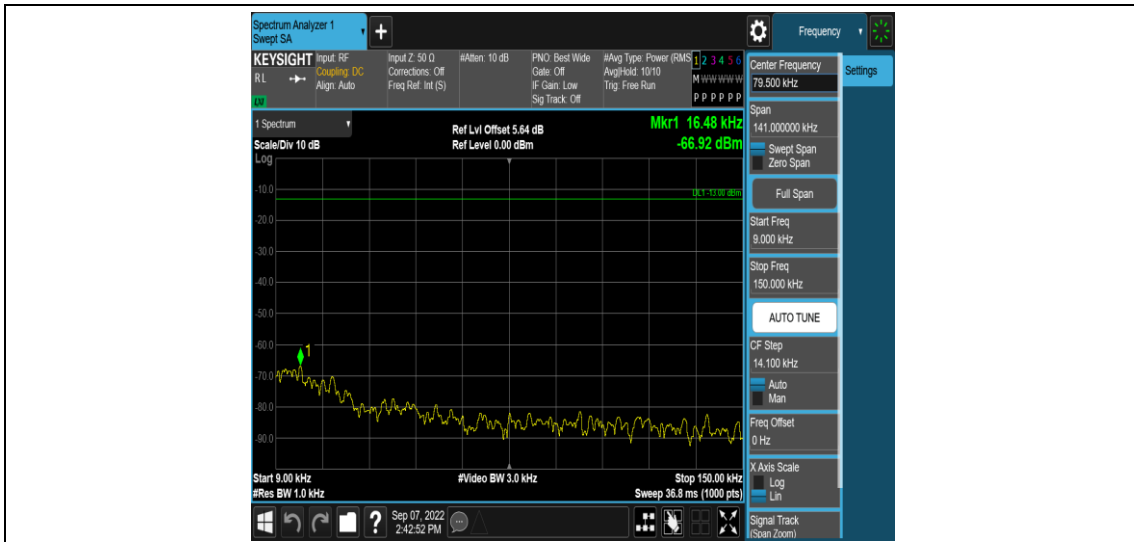 Spectrum Analyzer 1
Swept SA
+
Frequency
KEYSIGHT
RL
LM
Input: RF
Coupling: DC
Align: Auto
Input Z: 50 Ω
Corrections: Off
Freq Ref: Int (S)
#Atten: 10 dB
PNO: Best Wide
Gate: Off
IF Gain: Low
Sig Track: Off
#Avg Type: Power (RMS
Avg|Hold: 10/10
Trig: Free Run
1 2 3 4 5 6
M W W W W W
P P P P P P
1 Spectrum
Scale/Div 10 dB
Log
Ref Lvl Offset 5.64 dB
Ref Level 0.00 dBm
Mkr1 16.48 kHz
-66.92 dBm
DL1 -13.00 dBm
-10.0
-20.0
-30.0
-40.0
-50.0
-60.0
-70.0
-80.0
-90.0
1
Start 9.00 kHz
#Res BW 1.0 kHz
#Video BW 3.0 kHz
Stop 150.00 kHz
Sweep 36.8 ms (1000 pts)
Center Frequency
79.500 kHz
Settings
Span
141.000000 kHz
Swept Span
Zero Span
Full Span
Start Freq
9.000 kHz
Stop Freq
150.000 kHz
AUTO TUNE
CF Step
14.100 kHz
Auto
Man
Freq Offset
0 Hz
X Axis Scale
Log
Lin
Signal Track
(Span Zoom)
?
Sep 07, 2022
2:42:52 PM